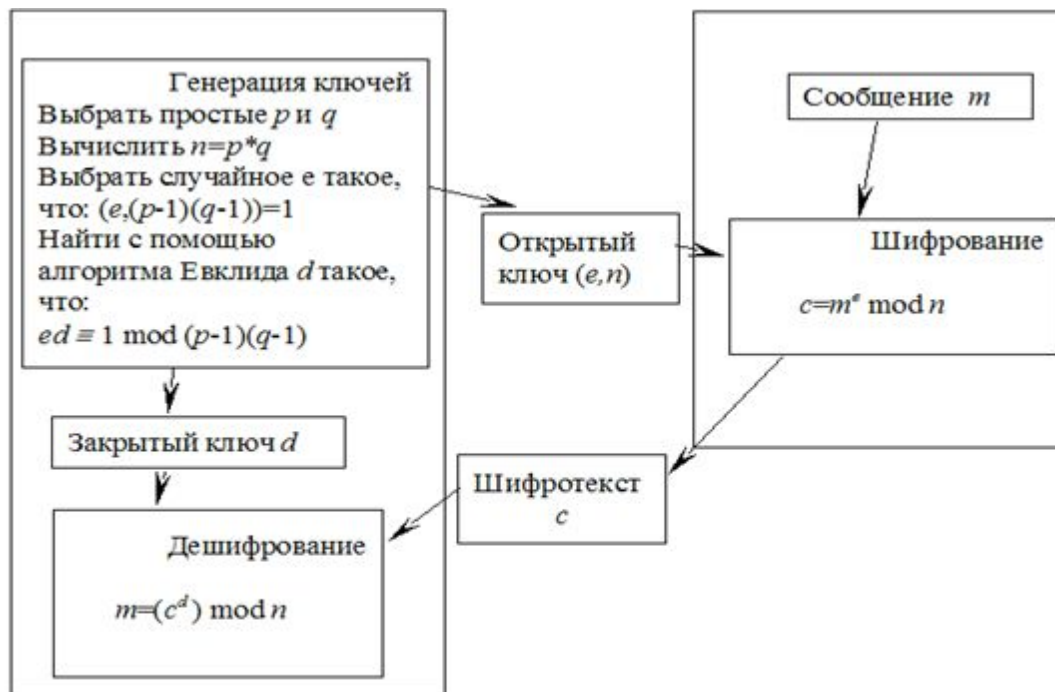 Генерация ключей
Выбрать простые p и q
Вычислить n=p*q
Выбрать случайное e такое,
что: (e,(p-1)(q-1))=1
Найти с помощью
алгоритма Евклида d такое,
что:
ed ≡ 1 mod (p-1)(q-1)
Закрытый ключ d
Дешифрование
m=(c^d) mod n
Открытый
ключ (e,n)
Шифротекст
c
Сообщение m
Шифрование
c=m^e mod n